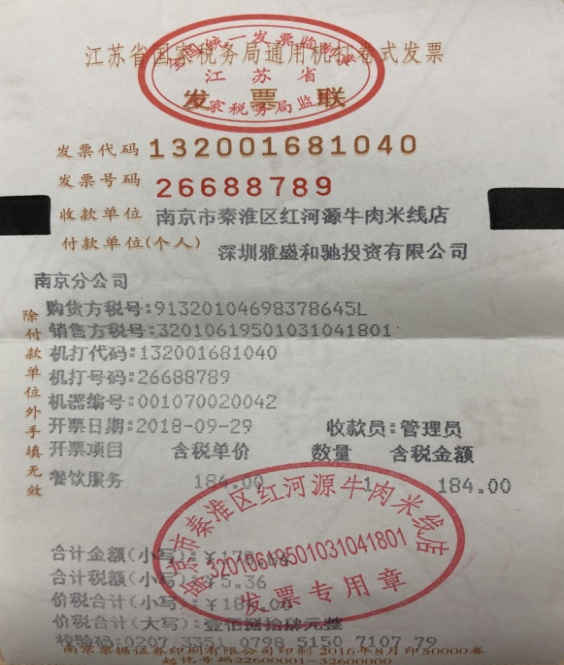 江苏省国家税务局通用机打卷式发票
全国统一发票监制章
江苏省
国家税务局监制
发票联
发票代码 132001681040
发票号码 26688789
收款单位 南京市秦淮区红河源牛肉米线店
付款单位(个人) 深圳雅盛和驰投资有限公司
南京分公司
购货方税号:91320104698378645L
销售方税号:32010619501031041801
机打代码:132001681040
机打号码:26688789
机器编号:001070020042
开票日期:2018-09-29 收款员:管理员
开票项目 含税单价 数量 含税金额
餐饮服务 184.00 1 184.00
除付款单位外手填无效
南京市秦淮区红河源牛肉米线店
32010619501031041801
发票专用章
合计金额(小写):¥178.64
合计税额(小写):¥5.36
价税合计(小写):¥184.00
价税合计(大写):壹佰捌拾肆元整
校验码:0207 3351 0798 5150 7107 79
南京票据证券印刷有限公司印制 2016年8月印50000卷
起讫号码22600001-32600000